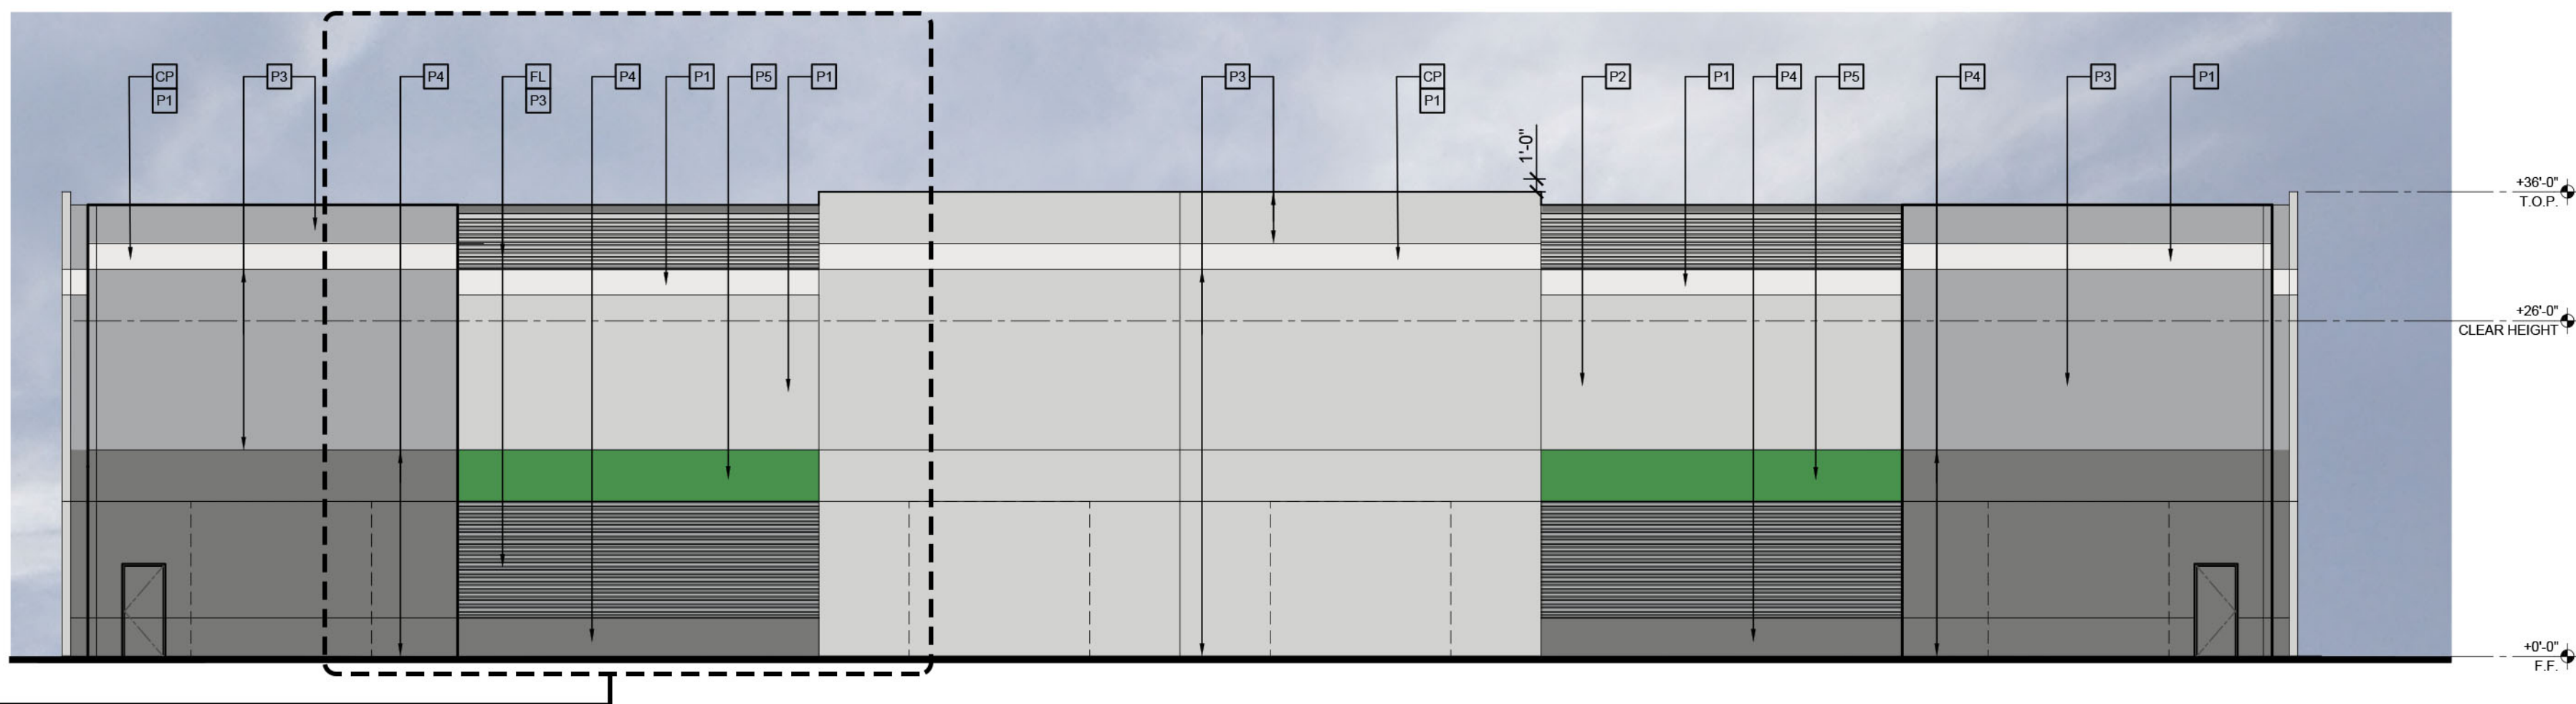 CP
P1
P3
P4
FL
P3
P4
P1
P5
P1
P3
CP
P1
P2
P1
P4
P5
P4
P3
P1
1'-0"
+36'-0"
T.O.P.
+26'-0"
CLEAR HEIGHT
+0'-0"
F.F.